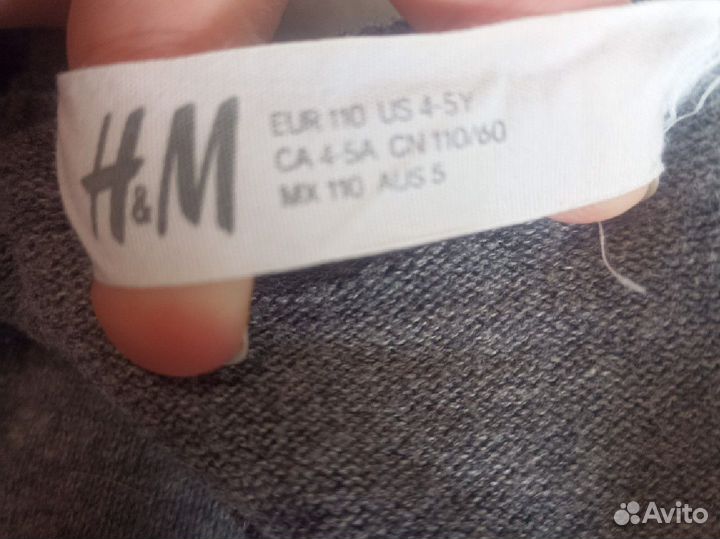 H&M
EUR 110 US 4-5Y
CA 4-5A CN 110/60
MX 110 AUS 5
Avito